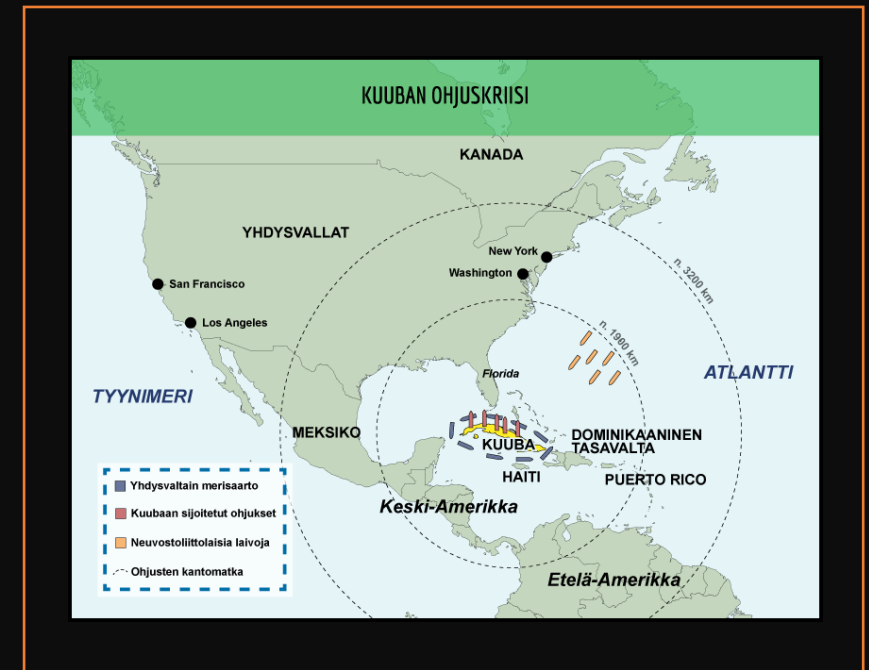 KUUBAN OHJUSKRIISI
KANADA
YHDYSVALLAT
New York
Washington
n. 3200 km
San Francisco
Los Angeles
n. 1900 km
Florida
ATLANTTI
TYYNIMERI
MEKSIKO
KUUBA
DOMINIKAANINEN
TASAVALTA
HAITI
PUERTO RICO
Keski-Amerikka
Etelä-Amerikka
Yhdysvaltain merisaarto
Kuubaan sijoitetut ohjukset
Neuvostoliittolaisia laivoja
Ohjusten kantomatka